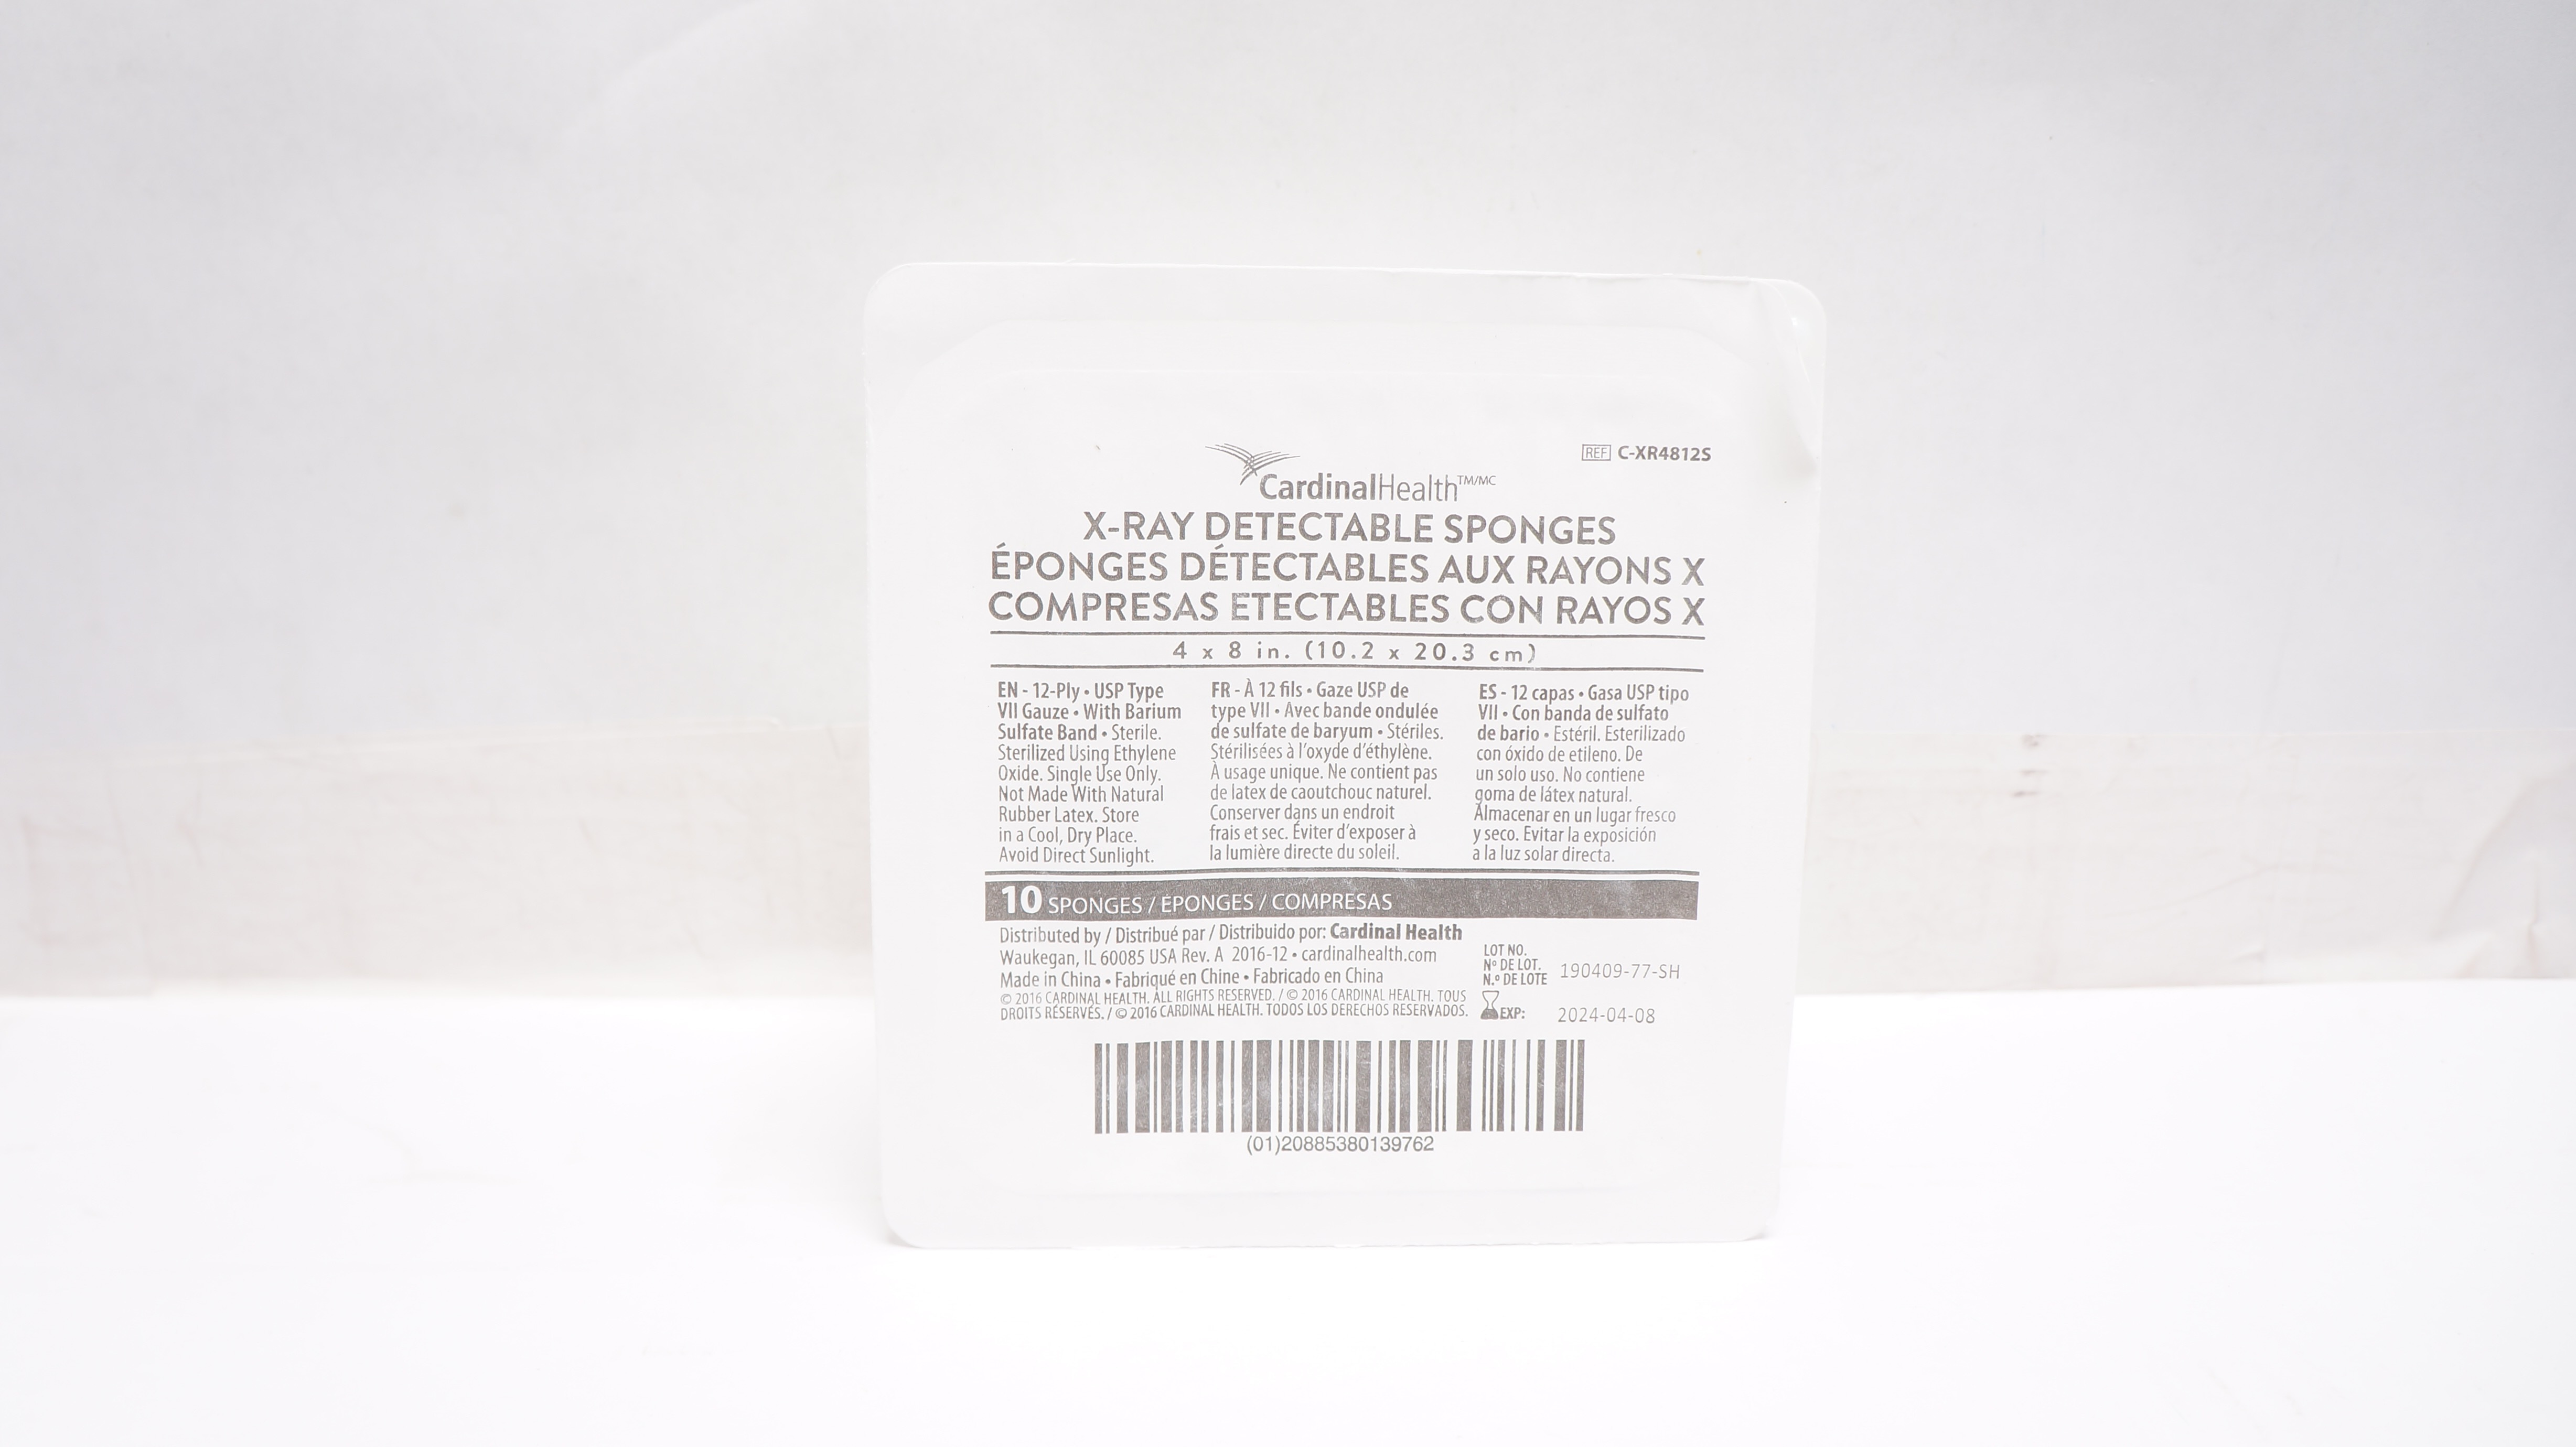 REF C-XR4812S
CardinalHealth™/MC
X-RAY DETECTABLE SPONGES
ÉPONGES DÉTECTABLES AUX RAYONS X
COMPRESAS ETECTABLES CON RAYOS X
4 x 8 in. (10.2 x 20.3 cm)
EN - 12-Ply • USP Type
VII Gauze • With Barium
Sulfate Band • Sterile.
Sterilized Using Ethylene
Oxide. Single Use Only.
Not Made With Natural
Rubber Latex. Store
in a Cool, Dry Place.
Avoid Direct Sunlight.
FR - À 12 fils • Gaze USP de
type VII • Avec bande ondulée
de sulfate de baryum • Stériles.
Stérilisées à l'oxyde d'éthylène.
À usage unique. Ne contient pas
de latex de caoutchouc naturel.
Conserver dans un endroit
frais et sec. Éviter d'exposer à
la lumière directe du soleil.
ES - 12 capas • Gasa USP tipo
VII • Con banda de sulfato
de bario • Estéril. Esterilizado
con óxido de etileno. De
un solo uso. No contiene
goma de látex natural.
Almacenar en un lugar fresco
y seco. Evitar la exposición
a la luz solar directa.
10 SPONGES / ÉPONGES / COMPRESAS
Distributed by / Distribué par / Distribuido por: Cardinal Health
Waukegan, IL 60085 USA Rev. A 2016-12 • cardinalhealth.com
Made in China • Fabriqué en Chine • Fabricado en China
© 2016 CARDINAL HEALTH. ALL RIGHTS RESERVED. / © 2016 CARDINAL HEALTH. TOUS
DROITS RÉSERVÉS. / © 2016 CARDINAL HEALTH. TODOS LOS DERECHOS RESERVADOS.
LOT NO.
Nº DE LOT.
N.º DE LOTE 190409-77-SH
EXP: 2024-04-08
(01)20885380139762